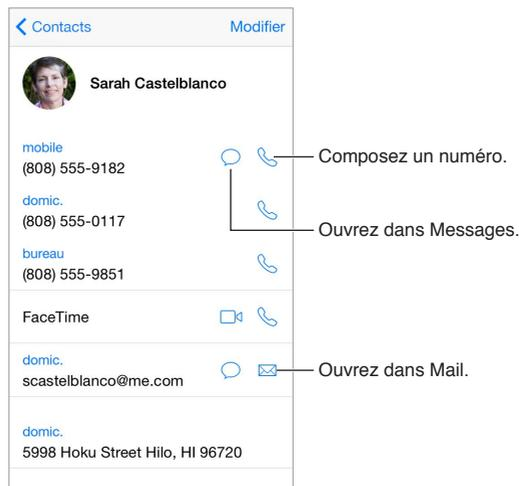 Contacts Modifier
Sarah Castelblanco
mobile
(808) 555-9182
Composez un numéro.
domic.
(808) 555-0117
Ouvrez dans Messages.
bureau
(808) 555-9851
FaceTime
domic.
scastelblanco@me.com
Ouvrez dans Mail.
domic.
5998 Hoku Street Hilo, HI 96720